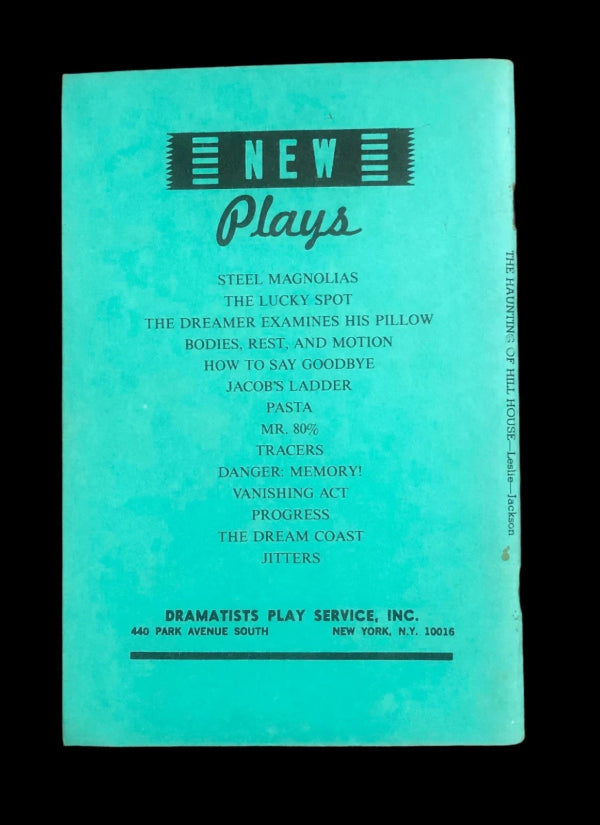 NEW
Plays
STEEL MAGNOLIAS
THE LUCKY SPOT
THE DREAMER EXAMINES HIS PILLOW
BODIES, REST, AND MOTION
HOW TO SAY GOODBYE
JACOB'S LADDER
PASTA
MR. 80%
TRACERS
DANGER: MEMORY!
VANISHING ACT
PROGRESS
THE DREAM COAST
JITTERS
DRAMATISTS PLAY SERVICE, INC.
440 PARK AVENUE SOUTH NEW YORK, N.Y. 10016
THE HAUNTING OF HILL HOUSE—Leslie—Jackson